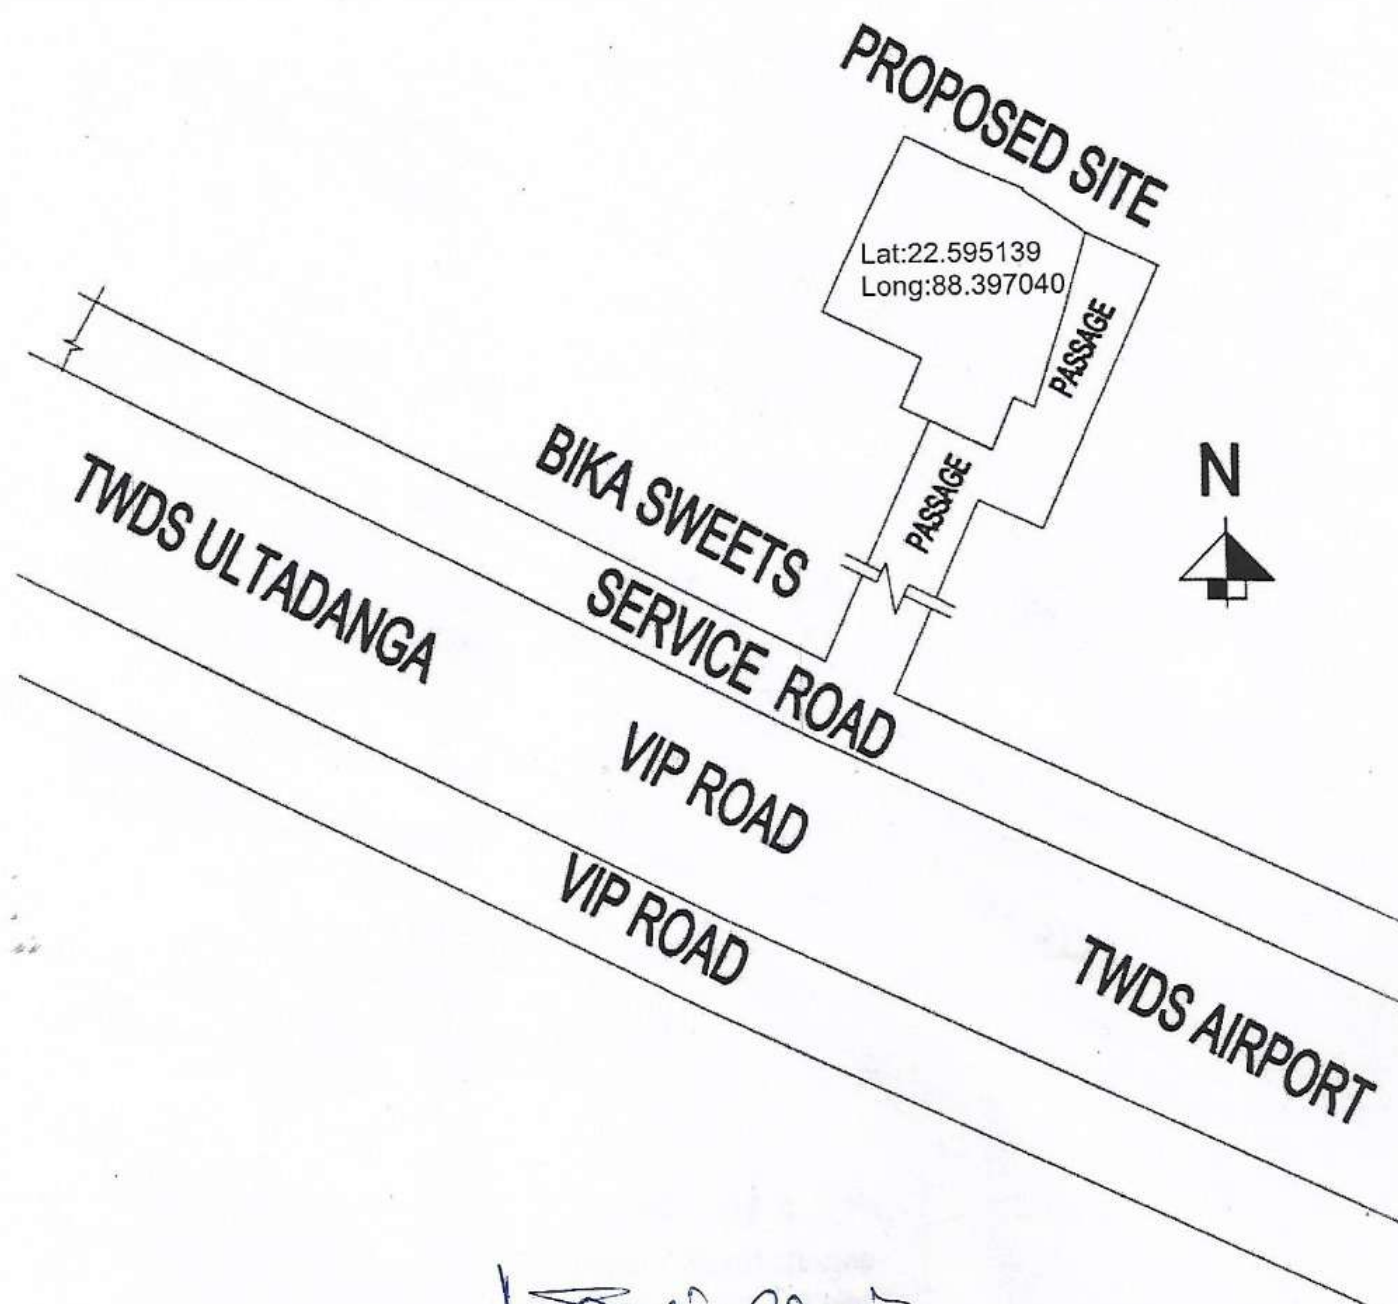 PROPOSED SITE
Lat:22.595139
Long:88.397040
PASSAGE
PASSAGE
N
BIKA SWEETS
TWDS ULTADANGA
SERVICE ROAD
VIP ROAD
VIP ROAD
TWDS AIRPORT